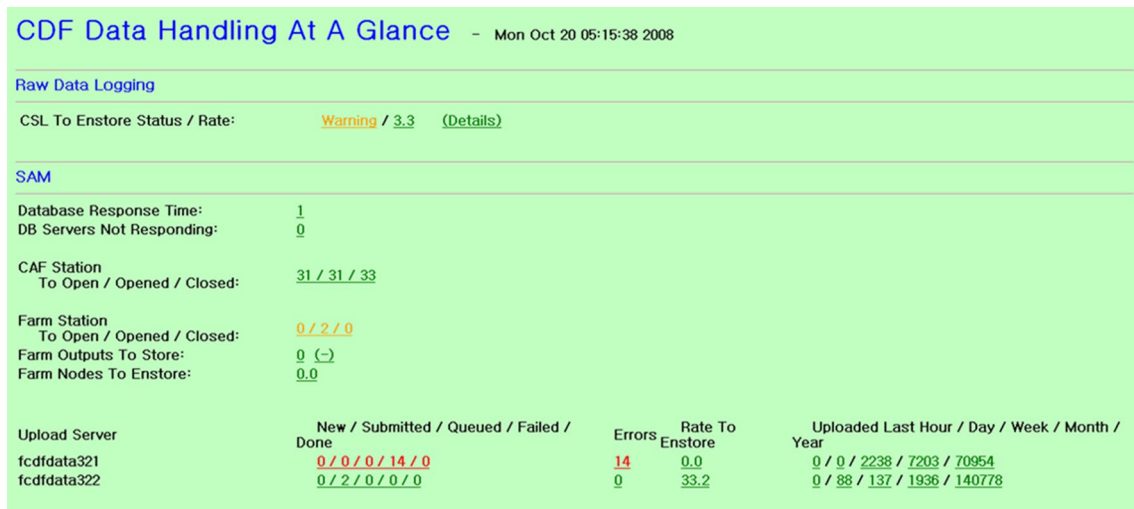 CDF Data Handling At A Glance - Mon Oct 20 05:15:38 2008
Raw Data Logging
CSL To Enstore Status / Rate: Warning / 3.3 (Details)
SAM
Database Response Time: 1
DB Servers Not Responding: 0
CAF Station
To Open / Opened / Closed: 31 / 31 / 33
Farm Station
To Open / Opened / Closed: 0 / 2 / 0
Farm Outputs To Store: 0 (-)
Farm Nodes To Enstore: 0.0
Upload Server New / Submitted / Queued / Failed / Done Errors Rate To Enstore Uploaded Last Hour / Day / Week / Month / Year
fcdfdata321 0 / 0 / 0 / 14 / 0 14 0.0 0 / 0 / 2238 / 7203 / 70954
fcdfdata322 0 / 2 / 0 / 0 / 0 0 33.2 0 / 88 / 137 / 1936 / 140778